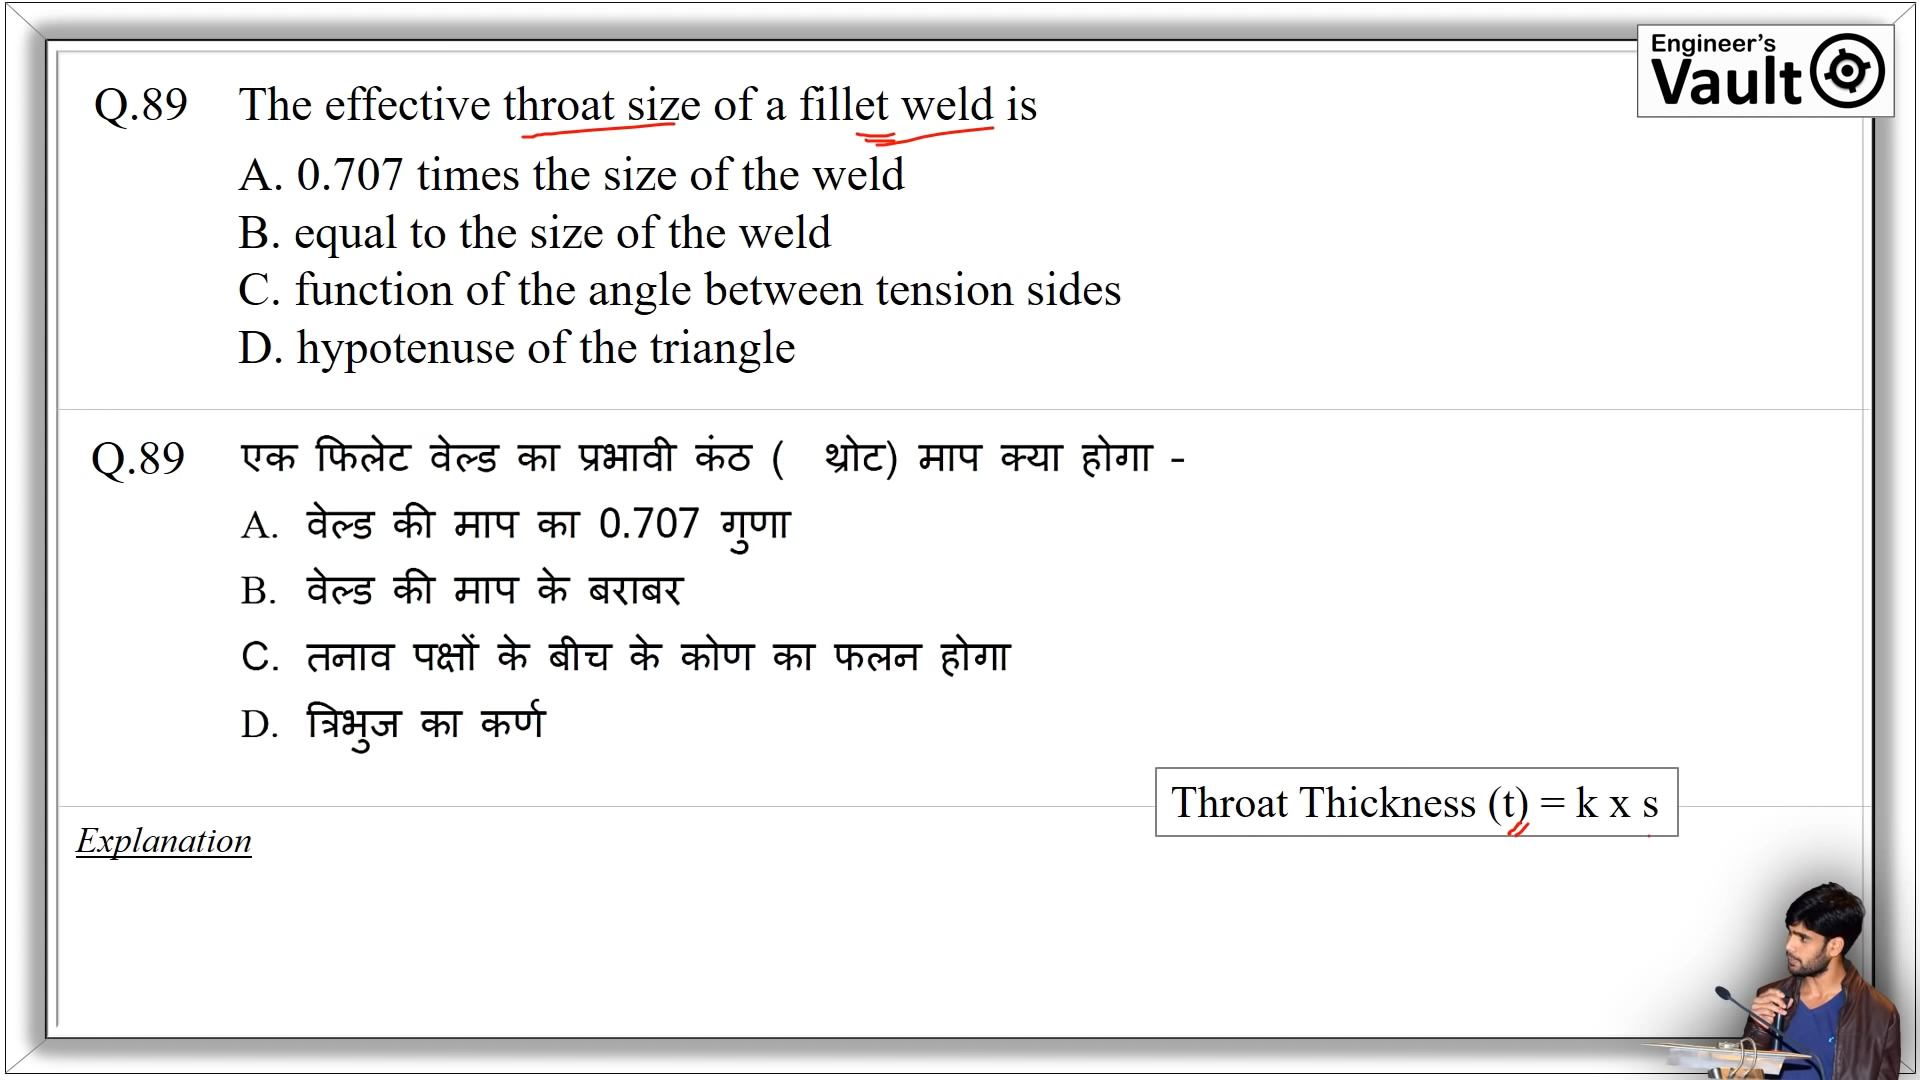 Engineer's
Vault
Q.89 The effective throat size of a fillet weld is
A. 0.707 times the size of the weld
B. equal to the size of the weld
C. function of the angle between tension sides
D. hypotenuse of the triangle
Q.89 एक फिलेट वेल्ड का प्रभावी कंठ ( थ्रोट) माप क्या होगा -
A. वेल्ड की माप का 0.707 गुणा
B. वेल्ड की माप के बराबर
C. तनाव पक्षों के बीच के कोण का फलन होगा
D. त्रिभुज का कर्ण
Throat Thickness (t) = k x s
Explanation